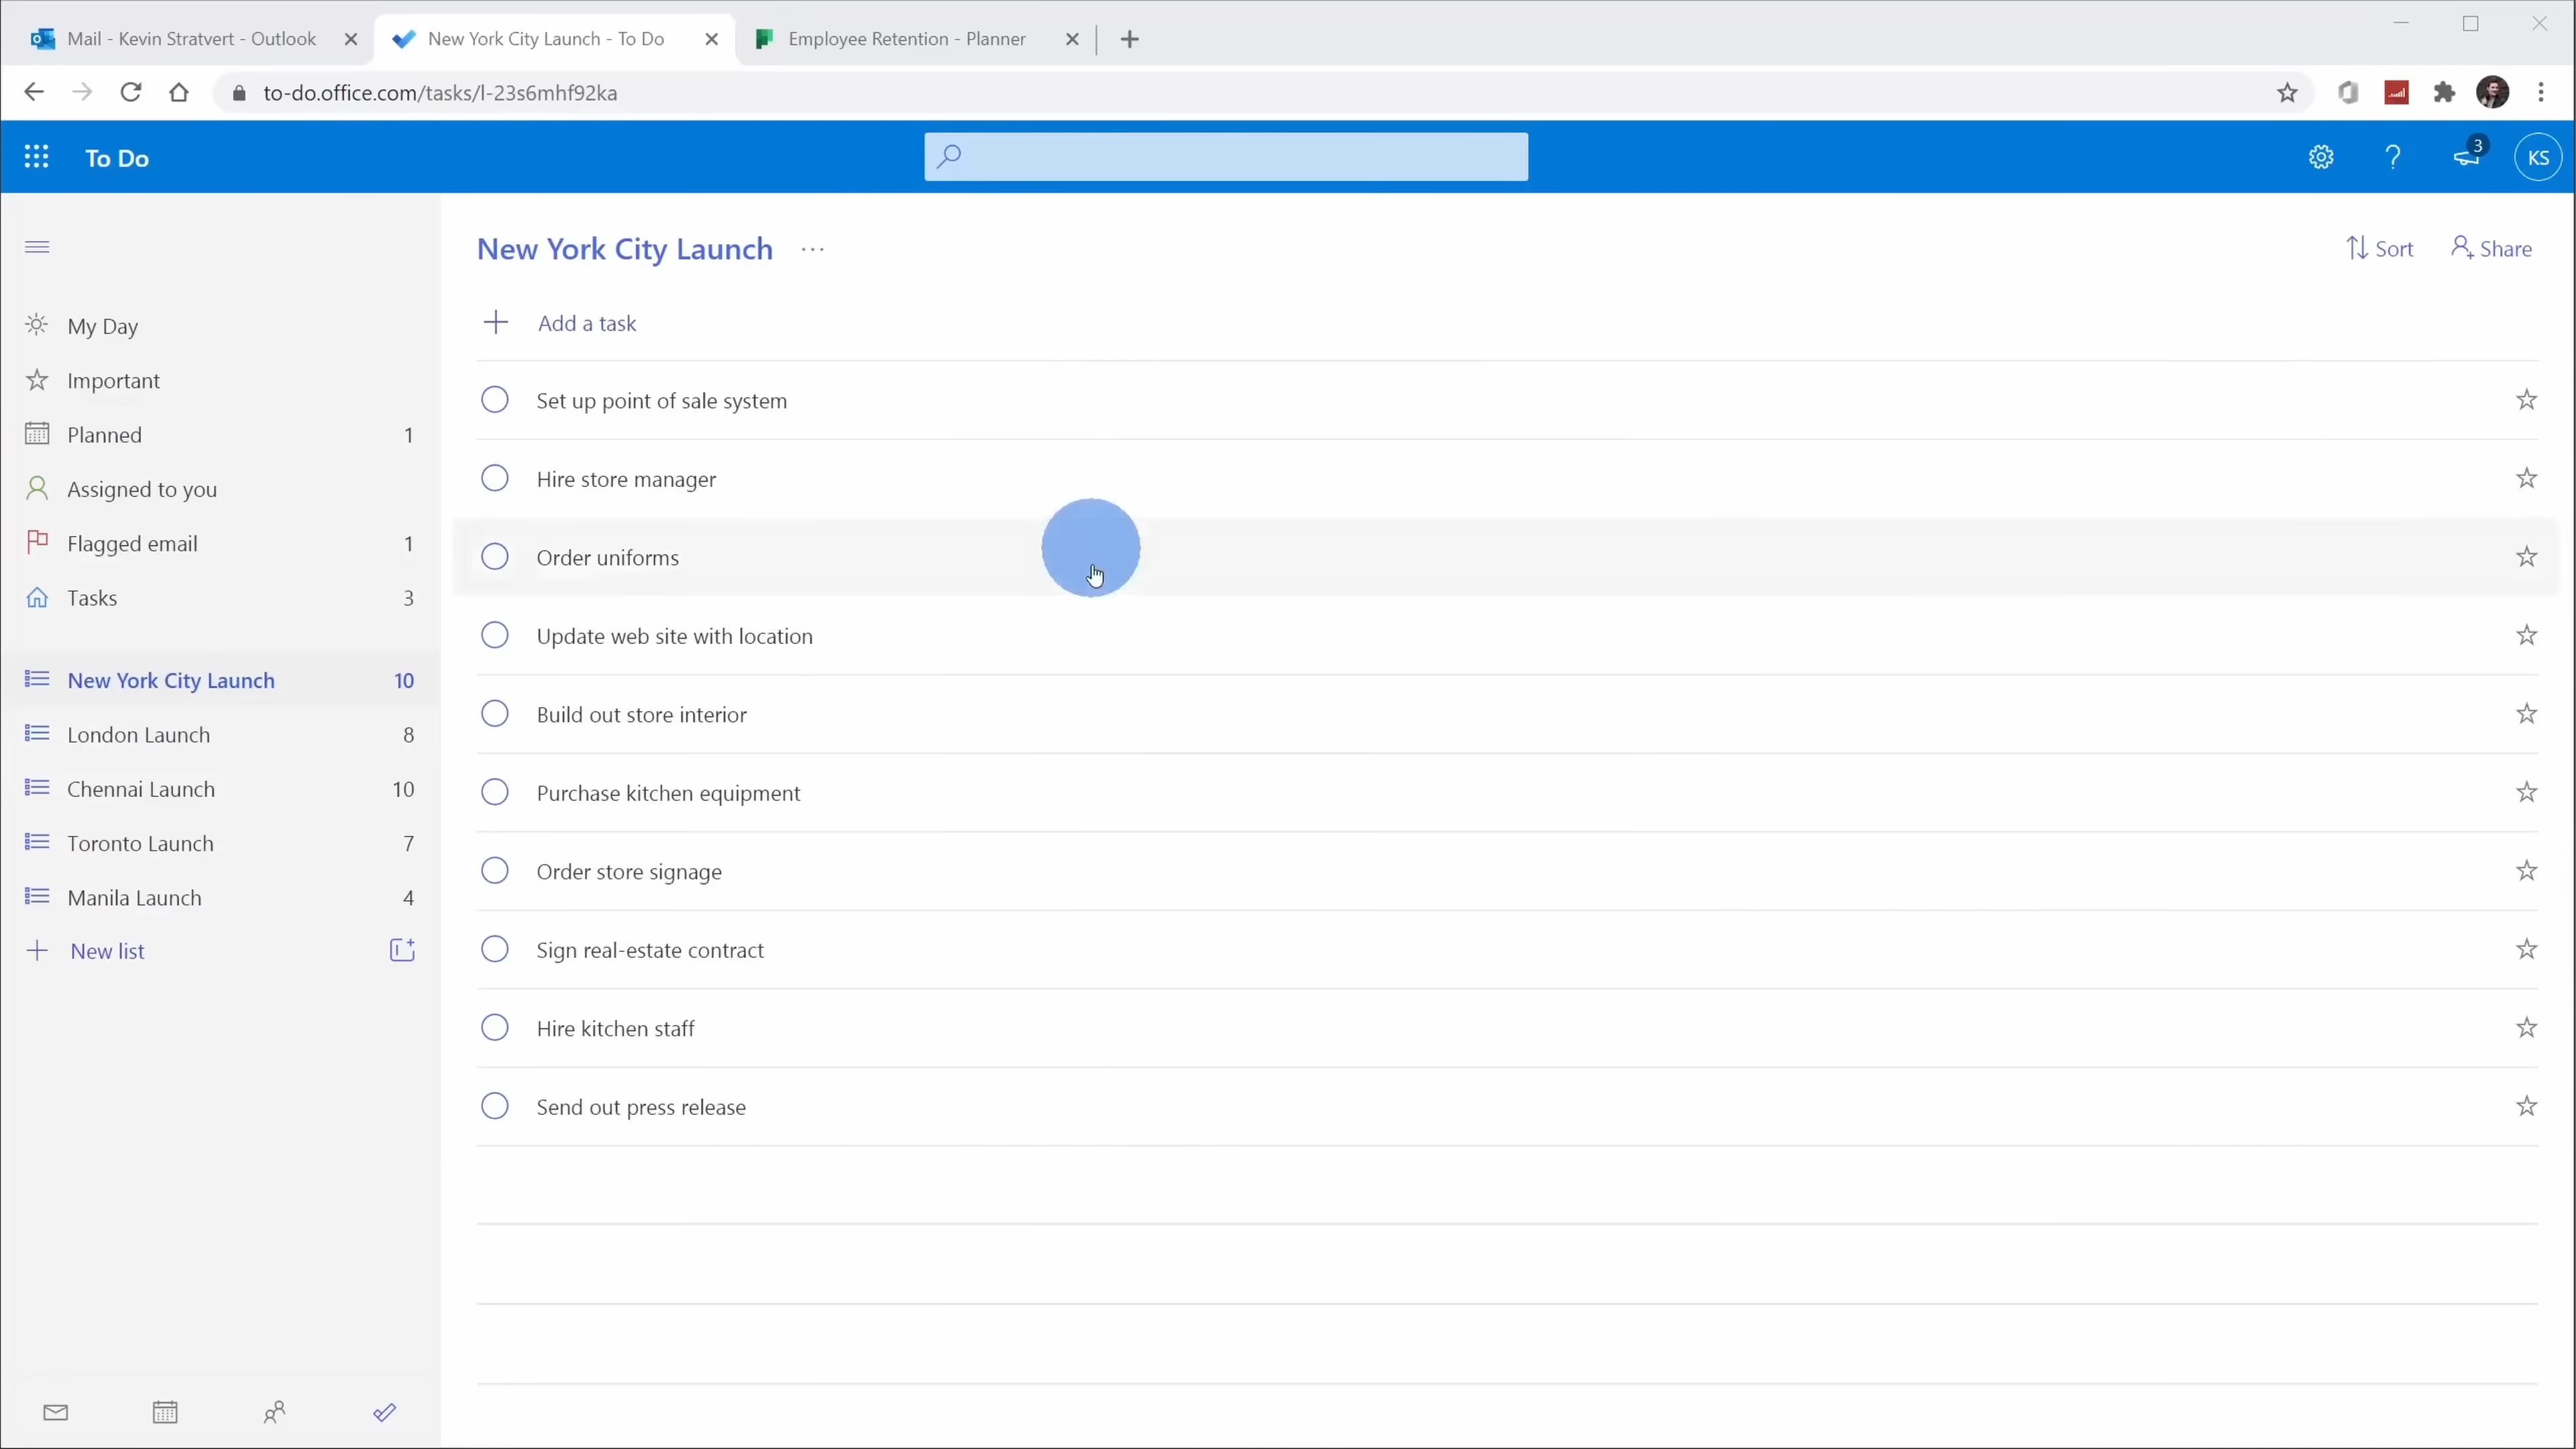 Mail - Kevin Stratvert - Outlook
New York City Launch - To Do
Employee Retention - Planner
to-do.office.com/tasks/l-23s6mhf92ka
To Do
3
KS
New York City Launch
Sort
Share
Add a task
My Day
Important
Planned 1
Assigned to you
Flagged email 1
Tasks 3
New York City Launch 10
London Launch 8
Chennai Launch 10
Toronto Launch 7
Manila Launch 4
New list
Set up point of sale system
Hire store manager
Order uniforms
Update web site with location
Build out store interior
Purchase kitchen equipment
Order store signage
Sign real-estate contract
Hire kitchen staff
Send out press release